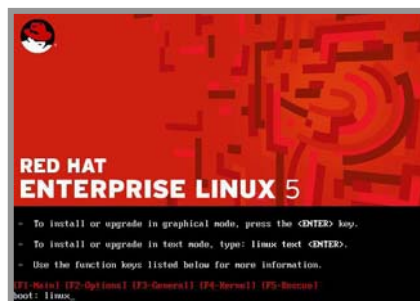 RED HAT
ENTERPRISE LINUX 5
- To install or upgrade in graphical mode, press the <ENTER> key.
- To install or upgrade in text mode, type: linux text <ENTER>.
- Use the function keys listed below for more information.
[F1-Main] [F2-Options] [F3-General] [F4-Kernel] [F5-Rescue]
boot: linux_